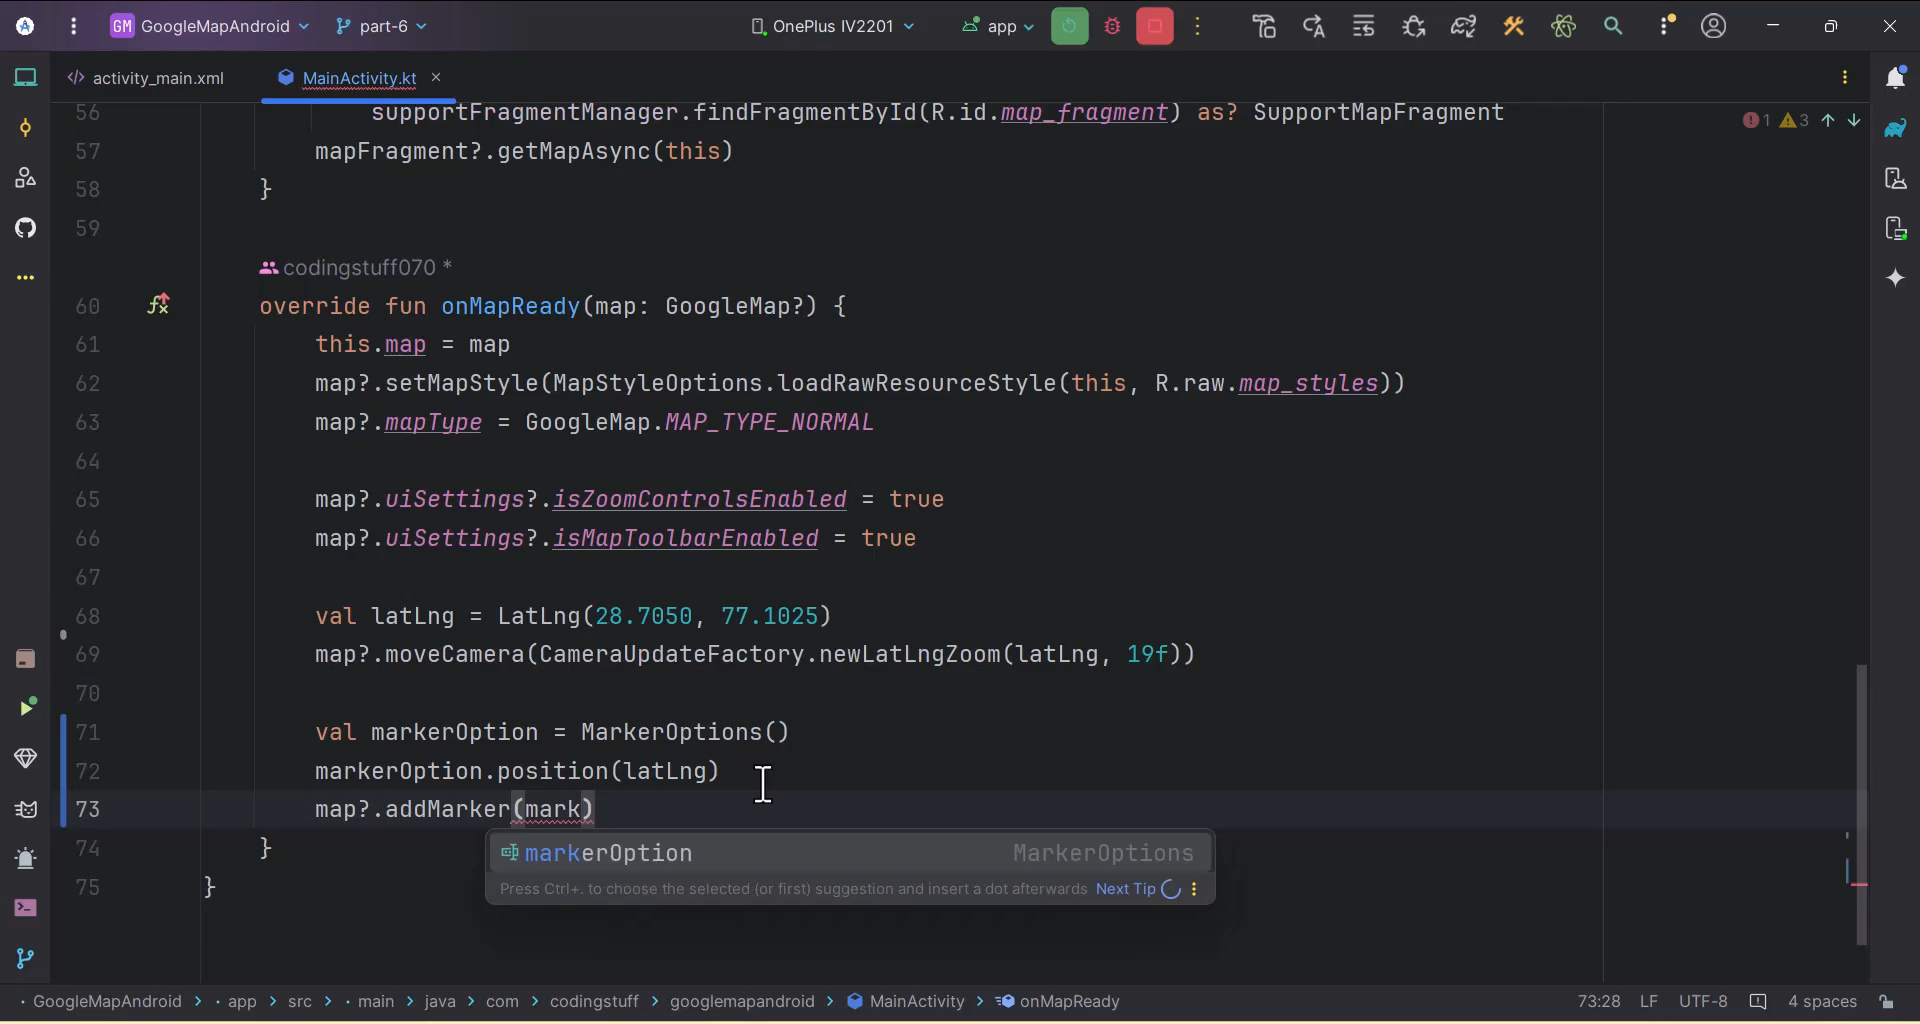 GM GoogleMapAndroid part-6 OnePlus IV2201 app
activity_main.xml MainActivity.kt
56 supportFragmentManager.findFragmentById(R.id.map_fragment) as? SupportMapFragment 1 3
57 mapFragment?.getMapAsync(this)
58 }
59
codingstuff070 *
60 override fun onMapReady(map: GoogleMap?) {
61 this.map = map
62 map?.setMapStyle(MapStyleOptions.loadRawResourceStyle(this, R.raw.map_styles))
63 map?.mapType = GoogleMap.MAP_TYPE_NORMAL
64
65 map?.uiSettings?.isZoomControlsEnabled = true
66 map?.uiSettings?.isMapToolbarEnabled = true
67
68 val latLng = LatLng(28.7050, 77.1025)
69 map?.moveCamera(CameraUpdateFactory.newLatLngZoom(latLng, 19f))
70
71 val markerOption = MarkerOptions()
72 markerOption.position(latLng)
73 map?.addMarker(mark)
74 }
markerOption MarkerOptions
75 }
Press Ctrl+. to choose the selected (or first) suggestion and insert a dot afterwards Next Tip
GoogleMapAndroid > app > src > main > java > com > codingstuff > googlemapandroid > MainActivity > onMapReady 73:28 LF UTF-8 4 spaces